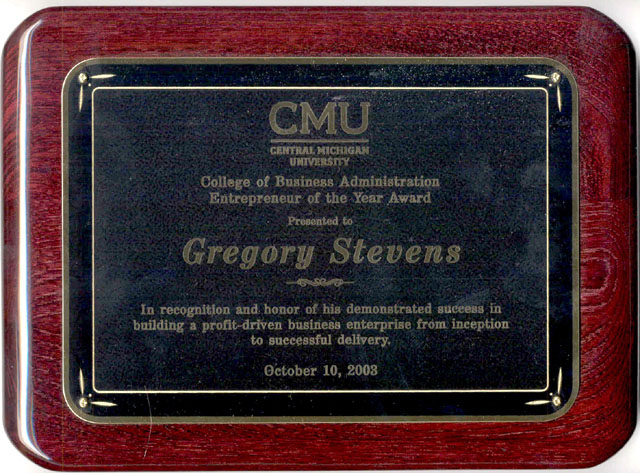 CMU
CENTRAL MICHIGAN
UNIVERSITY
College of Business Administration
Entrepreneur of the Year Award
Presented to
Gregory Stevens
In recognition and honor of his demonstrated success in
building a profit-driven business enterprise from inception
to successful delivery.
October 10, 2003